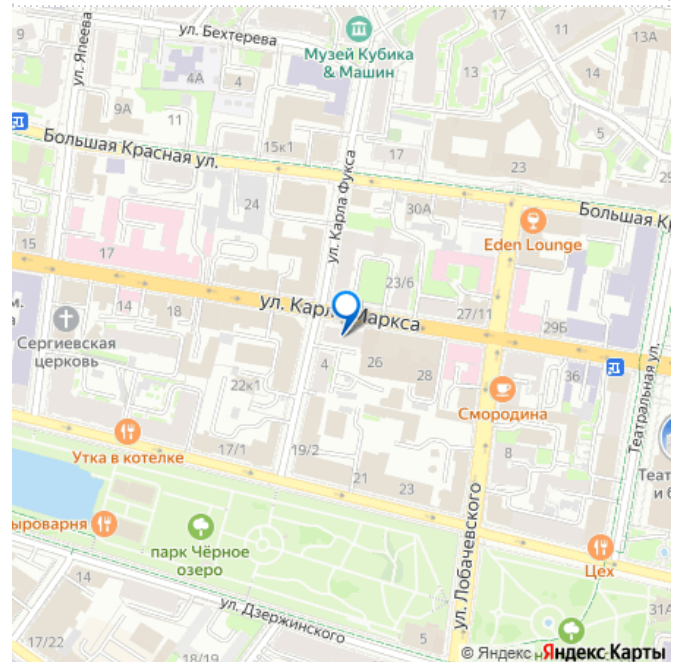 9
ул. Бехтерева
13А
11
ул. Япеева
Музей Кубика
& Машин
4А
4
13
14
9А
11
5
Большая Красная ул.
15к1
17
ул. Карла Фукса
23
24
30А
Большая К
Eden Lounge
15
17
23/6
ул. Карла Маркса
27/11
29Б
14
18
Сергиевская
церковь
4
26
28
36
22к1
Смородина
Театральная ул.
17/1
19/2
8
Утка в котелке
21
23
Теат
и б
ул. Лобачевского
ыроварня
парк Чёрное
озеро
Цех
14
ул. Дзержинского
31А
17/22
18/19
5
© Яндекс Яндекс Карты